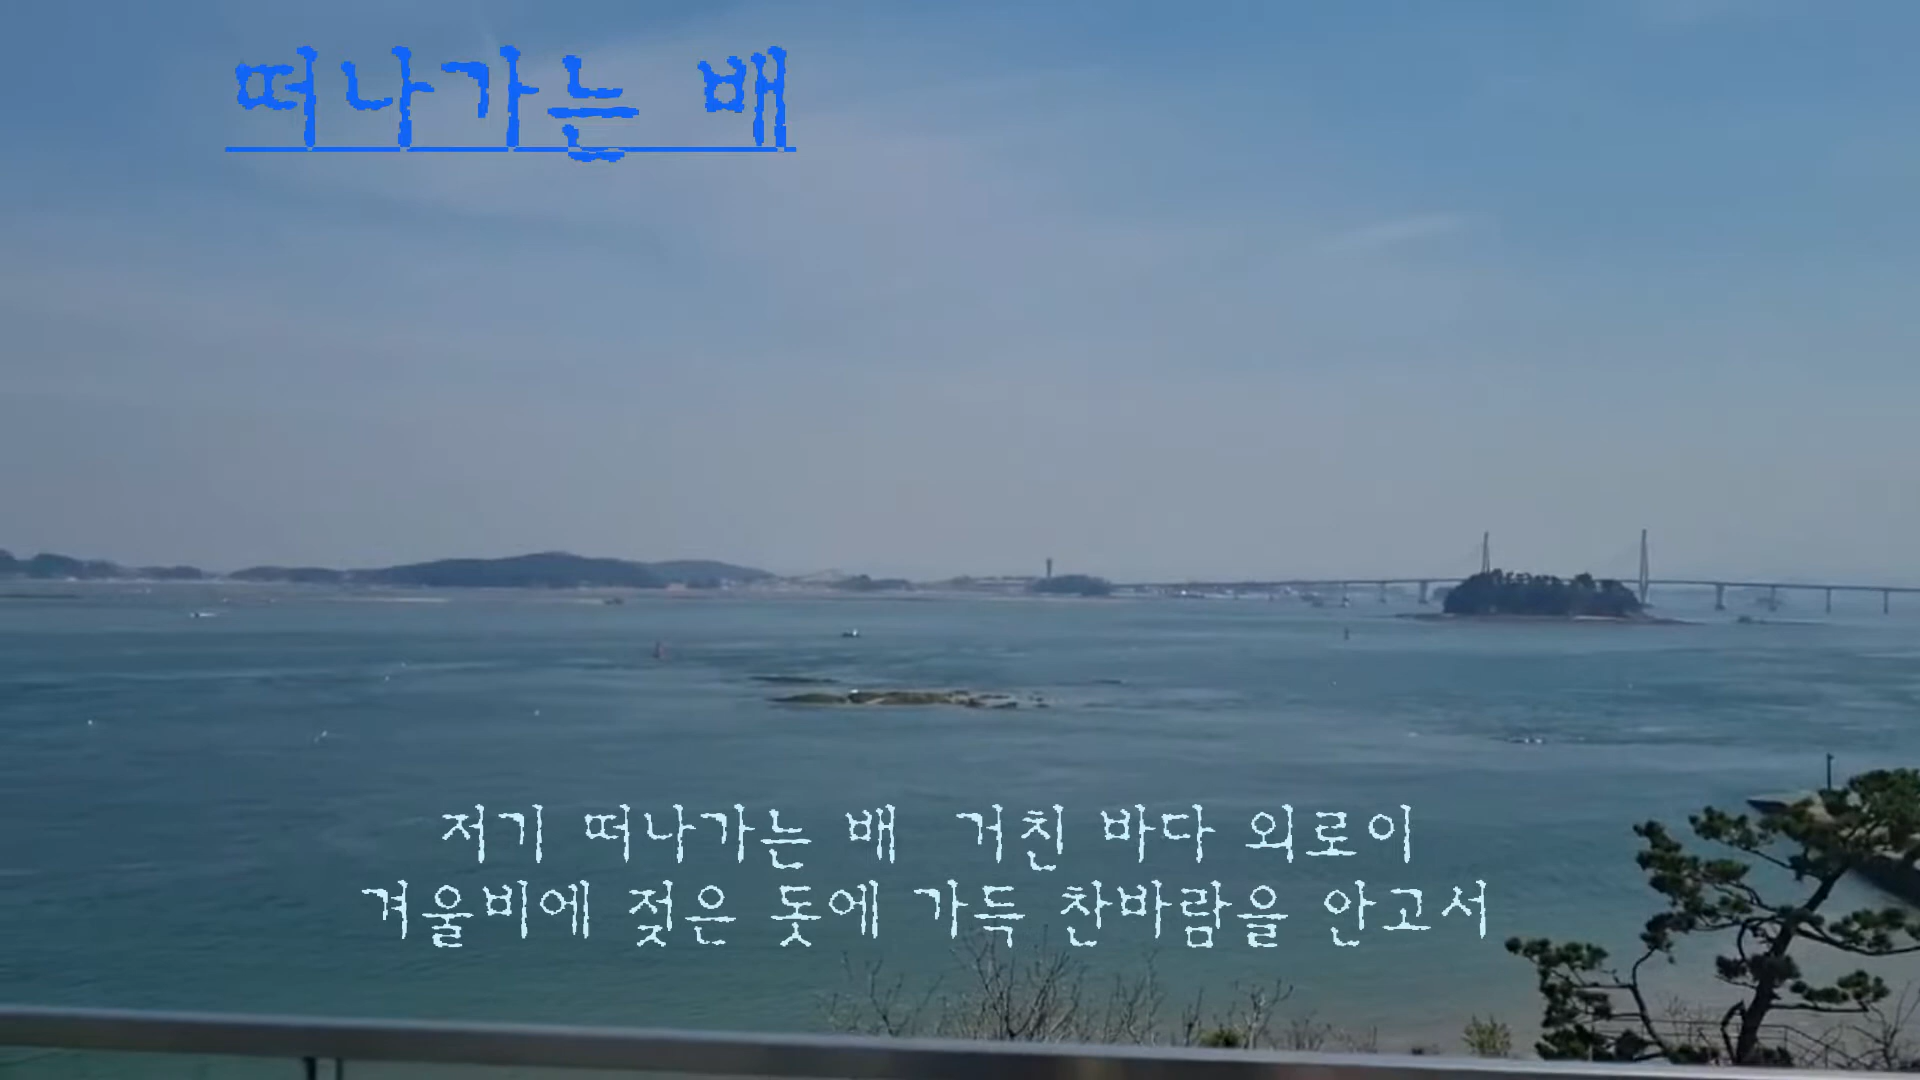 떠나가는 배
저기 떠나가는 배 거친 바다 외로이
겨울비에 젖은 돛에 가득 찬바람을 안고서